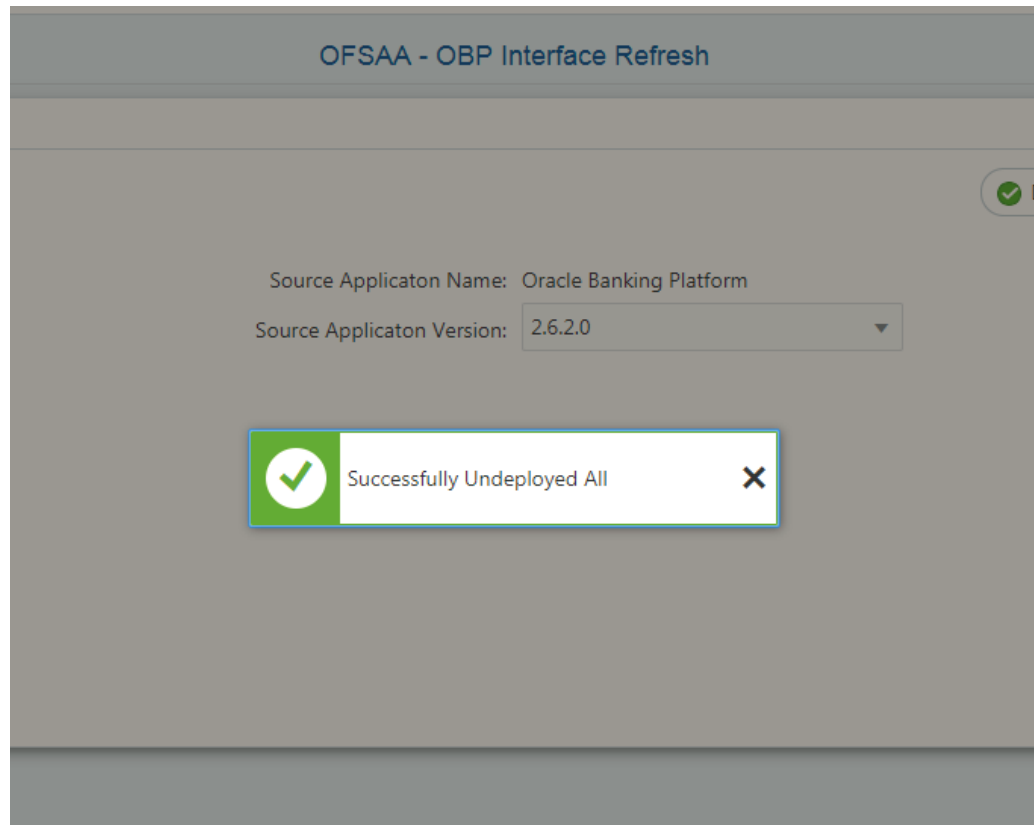 OFSAA - OBP Interface Refresh
Source Applicaton Name: Oracle Banking Platform
Source Applicaton Version: 2.6.2.0
Successfully Undeployed All